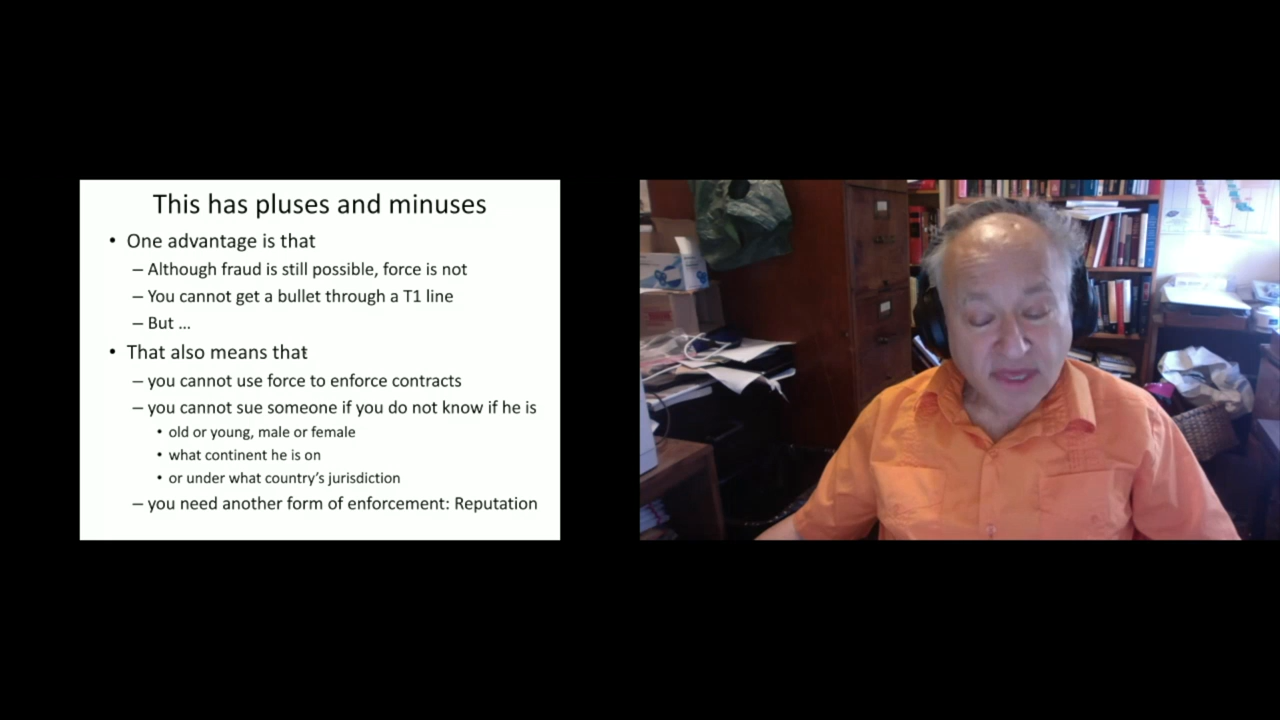 This has pluses and minuses
• One advantage is that
– Although fraud is still possible, force is not
– You cannot get a bullet through a T1 line
– But ...
• That also means that
– you cannot use force to enforce contracts
– you cannot sue someone if you do not know if he is
• old or young, male or female
• what continent he is on
• or under what country's jurisdiction
– you need another form of enforcement: Reputation